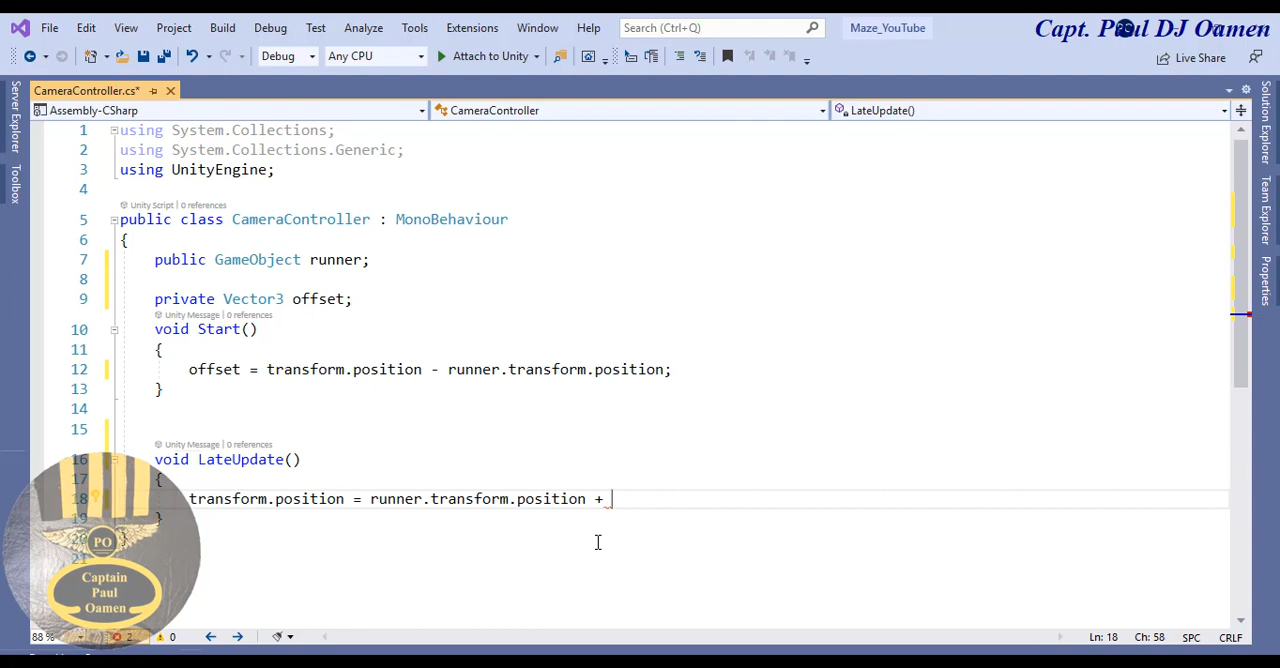 File Edit View Project Build Debug Test Analyze Tools Extensions Window Help Search (Ctrl+Q) Maze_YouTube
Capt. Paul DJ Oamen
Debug Any CPU Attach to Unity Live Share
CameraController.cs*
Assembly-CSharp CameraController LateUpdate()
Server Explorer
Toolbox
Solution Explorer
Team Explorer
Properties
1 using System.Collections;
2 using System.Collections.Generic;
3 using UnityEngine;
4
Unity Script | 0 references
5 public class CameraController : MonoBehaviour
6 {
7 public GameObject runner;
8
9 private Vector3 offset;
Unity Message | 0 references
10 void Start()
11 {
12 offset = transform.position - runner.transform.position;
13 }
14
15
Unity Message | 0 references
16 void LateUpdate()
17 {
18 transform.position = runner.transform.position +
19 }
20 }
21
PO
Captain
Paul
Oamen
88 % 2 0 Ln: 18 Ch: 58 SPC CRLF